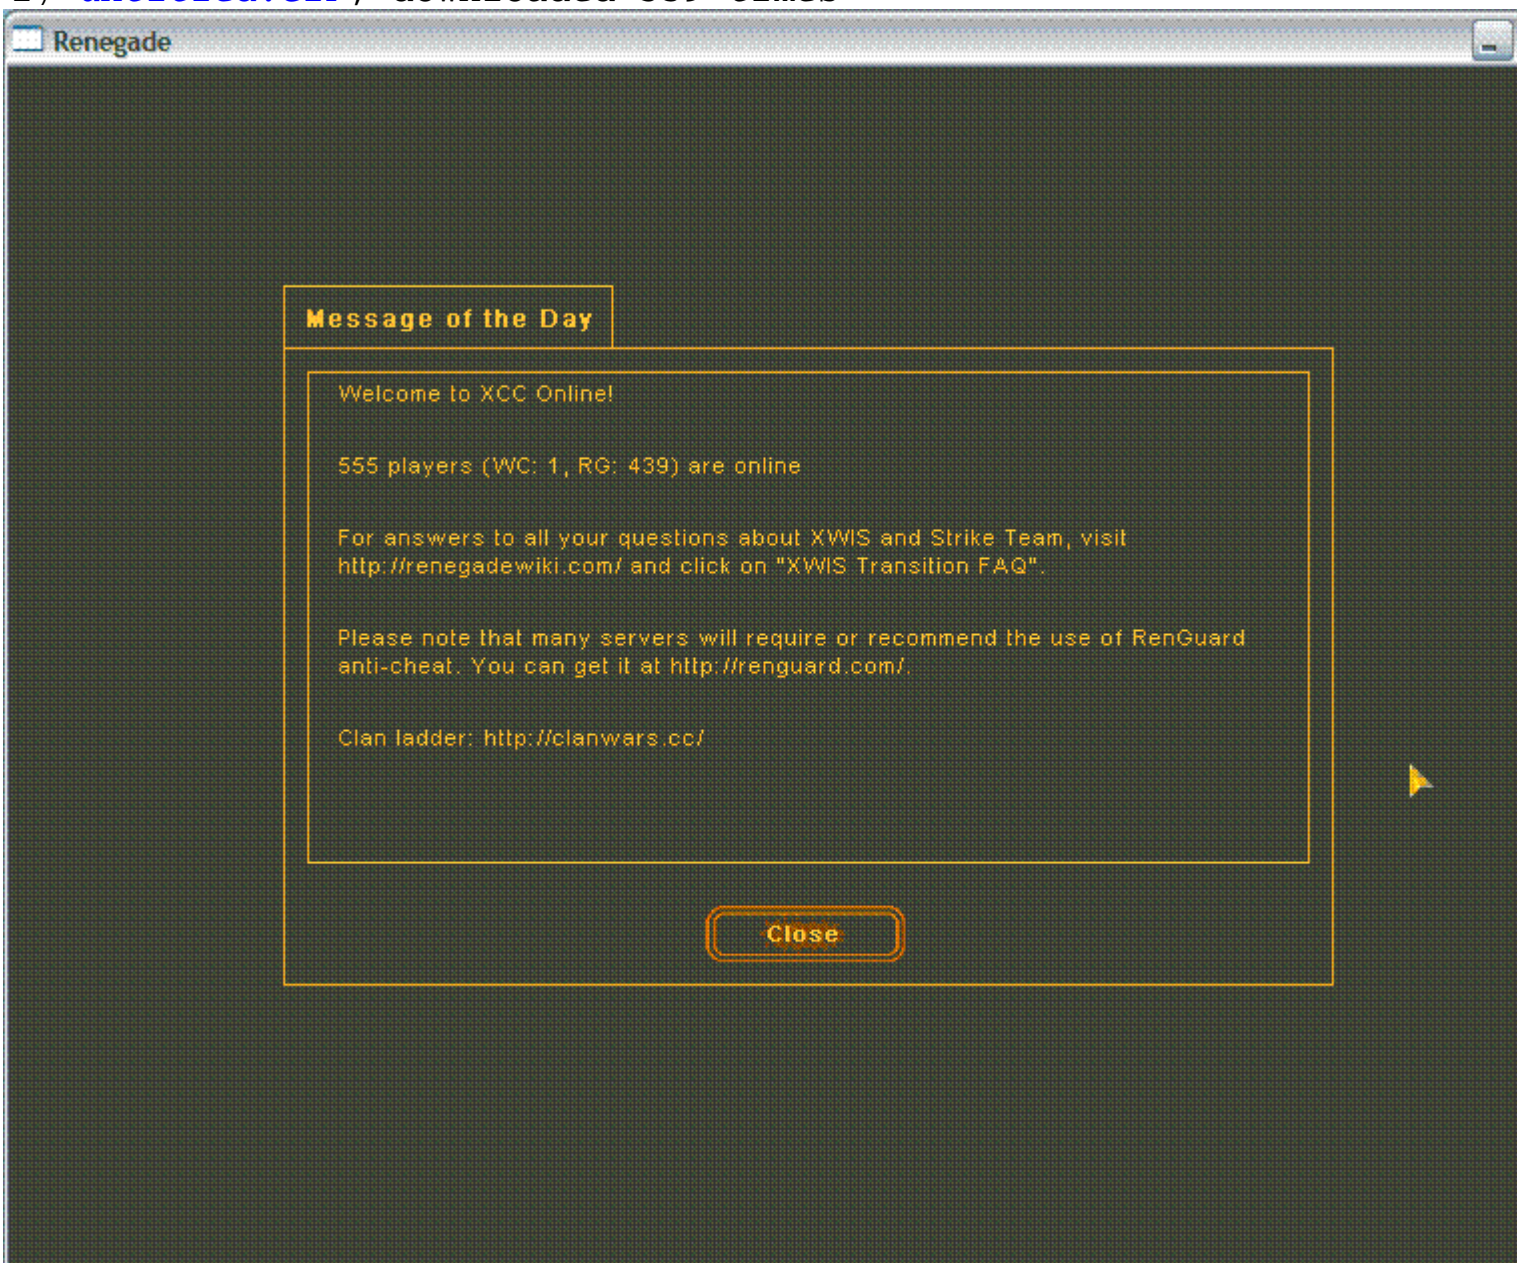 Renegade
Message of the Day
Welcome to XCC Online!
555 players (WC: 1, RG: 439) are online
For answers to all your questions about XWIS and Strike Team, visit
http://renegadewiki.com/ and click on "XWIS Transition FAQ".
Please note that many servers will require or recommend the use of RenGuard
anti-cheat. You can get it at http://renguard.com/.
Clan ladder: http://clanwars.cc/
Close